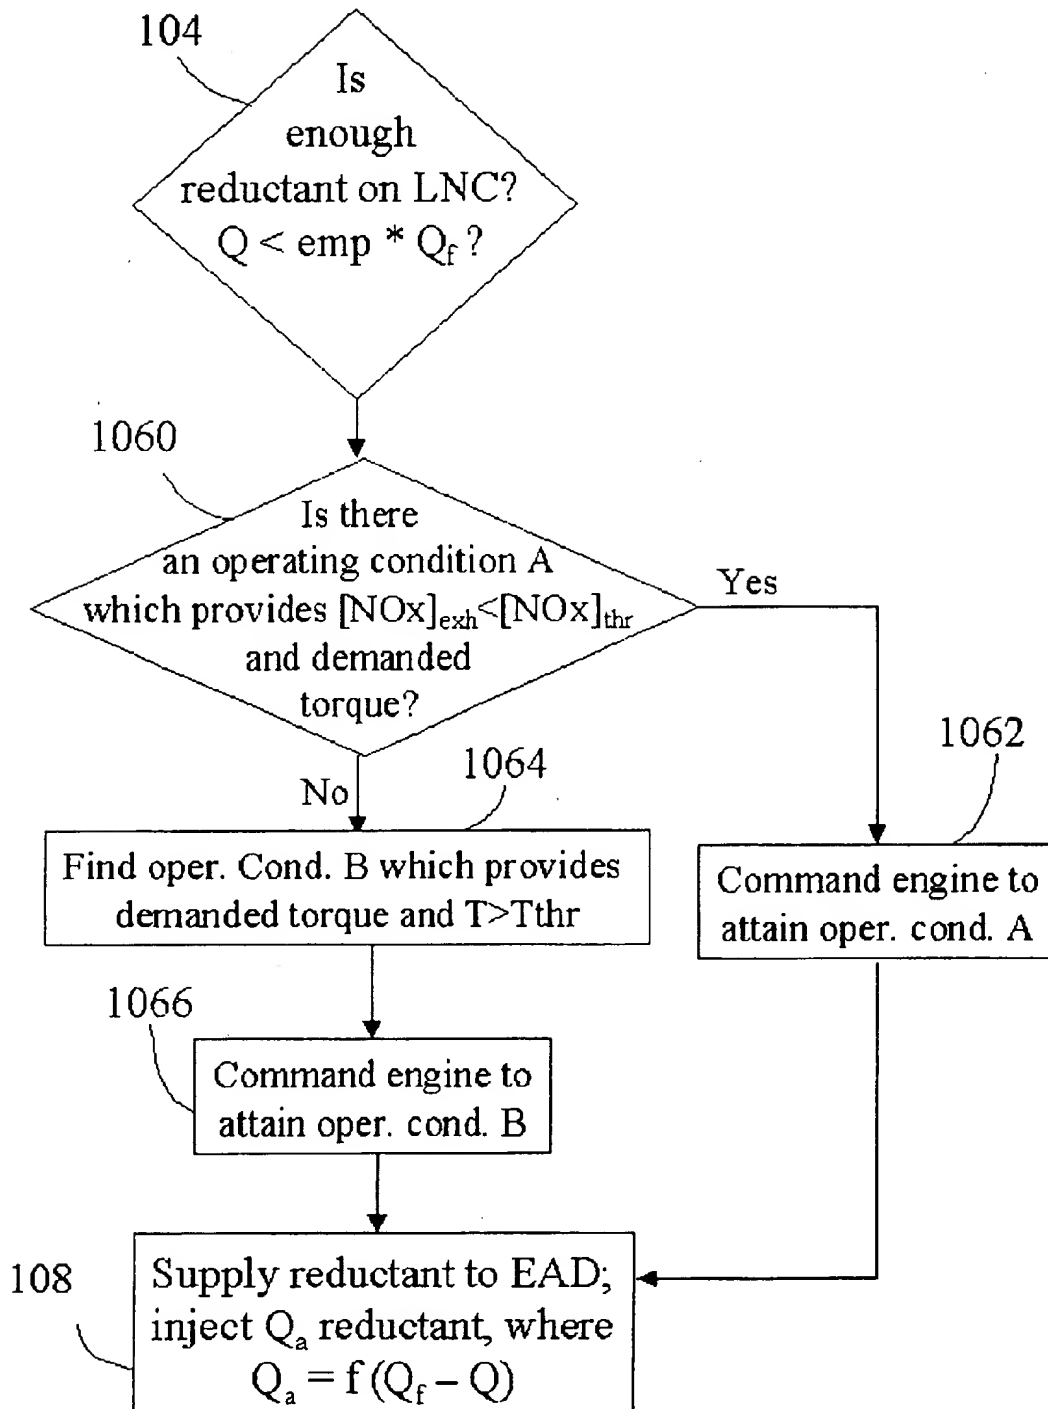 104
Is
enough
reductant on LNC?
Q < emp * Qf ?
1060
Is there
an operating condition A
which provides [NOx]exh<[NOx]thr
and demanded
torque?
Yes
No
1064
1062
Find oper. Cond. B which provides
demanded torque and T>Tthr
Command engine to
attain oper. cond. A
1066
Command engine to
attain oper. cond. B
108
Supply reductant to EAD;
inject Qa reductant, where
Qa = f (Qf – Q)